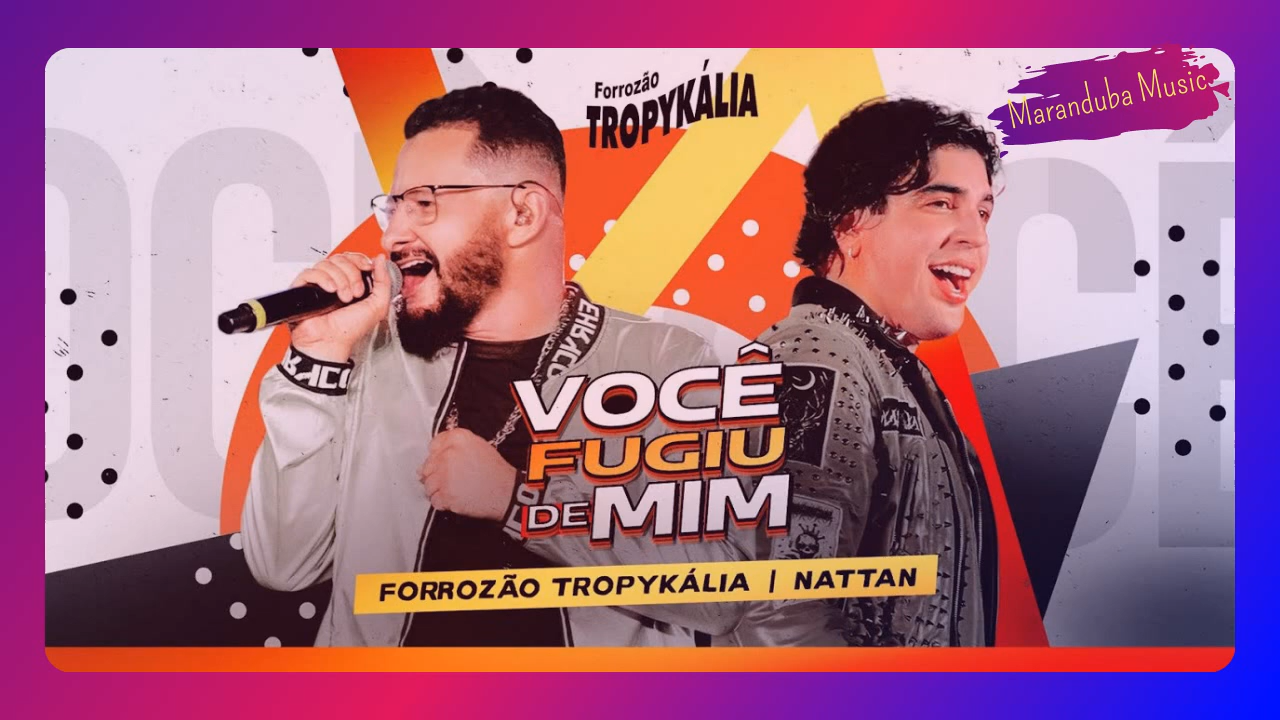 Forrozão
TROPYKÁLIA
Maranduba Music
VOCÊ
FUGIU
DE MIM
FORROZÃO TROPYKÁLIA | NATTAN